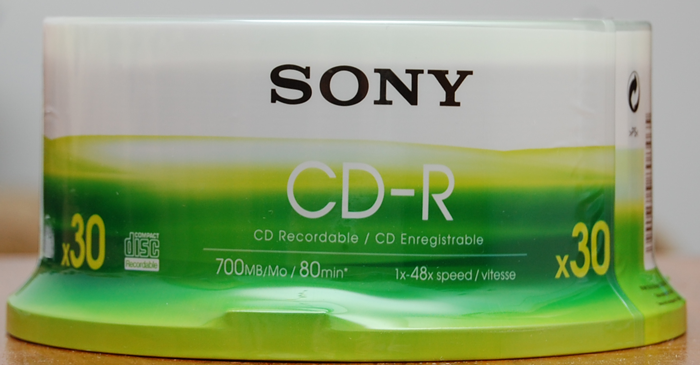 SONY
CD-R
CD Recordable / CD Enregistrable
700MB/Mo / 80min*
1x-48x speed / vitesse
x30
COMPACT
disc
Recordable
x30